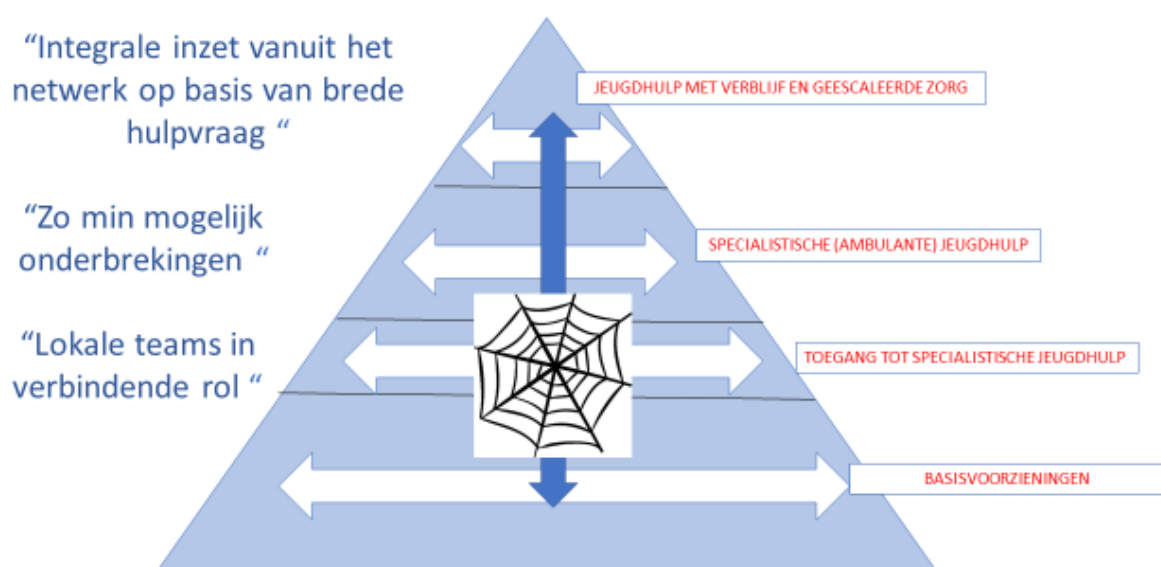 “Integrale inzet vanuit het
netwerk op basis van brede
hulpvraag “
JEUGDHULP MET VERBLIJF EN GEESCALEERDE ZORG
“Zo min mogelijk
onderbrekingen “
SPECIALISTISCHE (AMBULANTE) JEUGDHULP
“Lokale teams in
verbindende rol “
TOEGANG TOT SPECIALISTISCHE JEUGDHULP
BASISVOORZIENINGEN